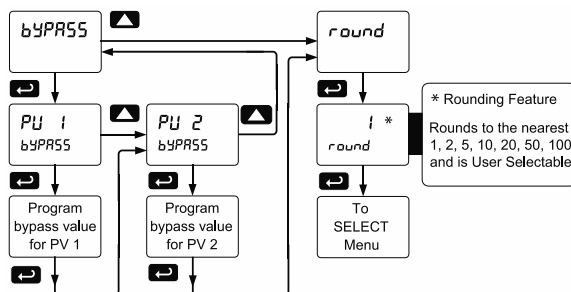 bYPASS
round
PV 1
bYPASS
PV 2
bYPASS
1 *
round
* Rounding Feature
Rounds to the nearest
1, 2, 5, 10, 20, 50, 100
and is User Selectable
Program
bypass value
for PV 1
Program
bypass value
for PV 2
To
SELECT
Menu